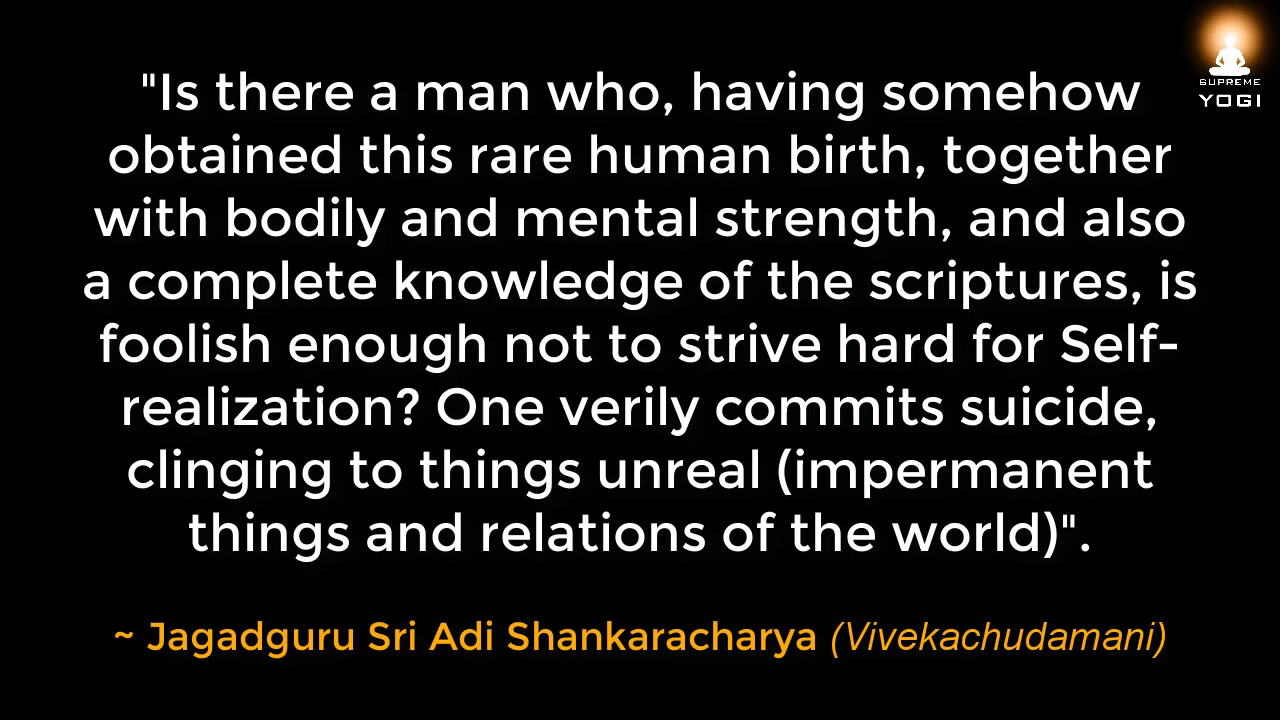 SUPREME
YOGI
"Is there a man who, having somehow
obtained this rare human birth, together
with bodily and mental strength, and also
a complete knowledge of the scriptures, is
foolish enough not to strive hard for Self-
realization? One verily commits suicide,
clinging to things unreal (impermanent
things and relations of the world)".
~ Jagadguru Sri Adi Shankaracharya (Vivekachudamani)